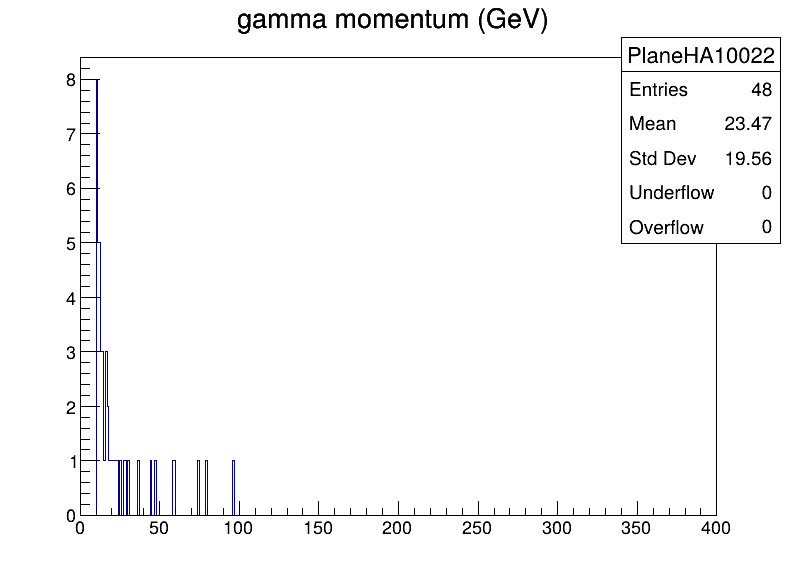 gamma momentum (GeV)
PlaneHA10022
Entries 48
Mean 23.47
Std Dev 19.56
Underflow 0
Overflow 0
8
7
6
5
4
3
2
1
0
0 50 100 150 200 250 300 350 400